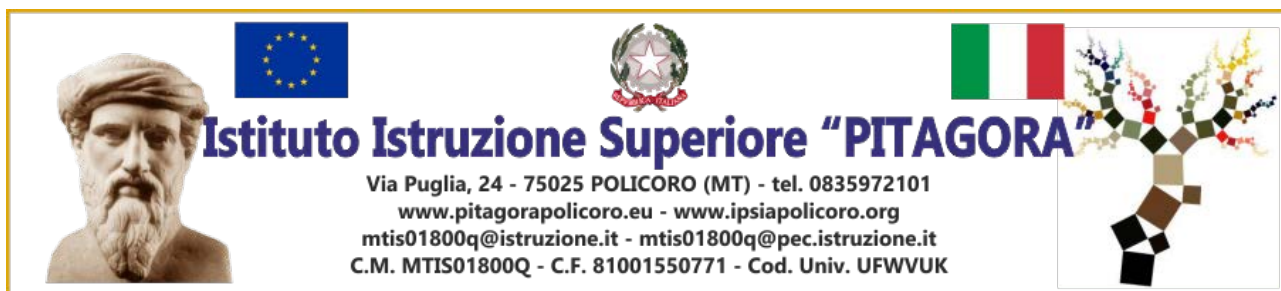 Istituto Istruzione Superiore “PITAGORA”
Via Puglia, 24 - 75025 POLICORO (MT) - tel. 0835972101
www.pitagorapolicoro.eu - www.ipsiapolicoro.org
mtis01800q@istruzione.it - mtis01800q@pec.istruzione.it
C.M. MTIS01800Q - C.F. 81001550771 - Cod. Univ. UFWVUK